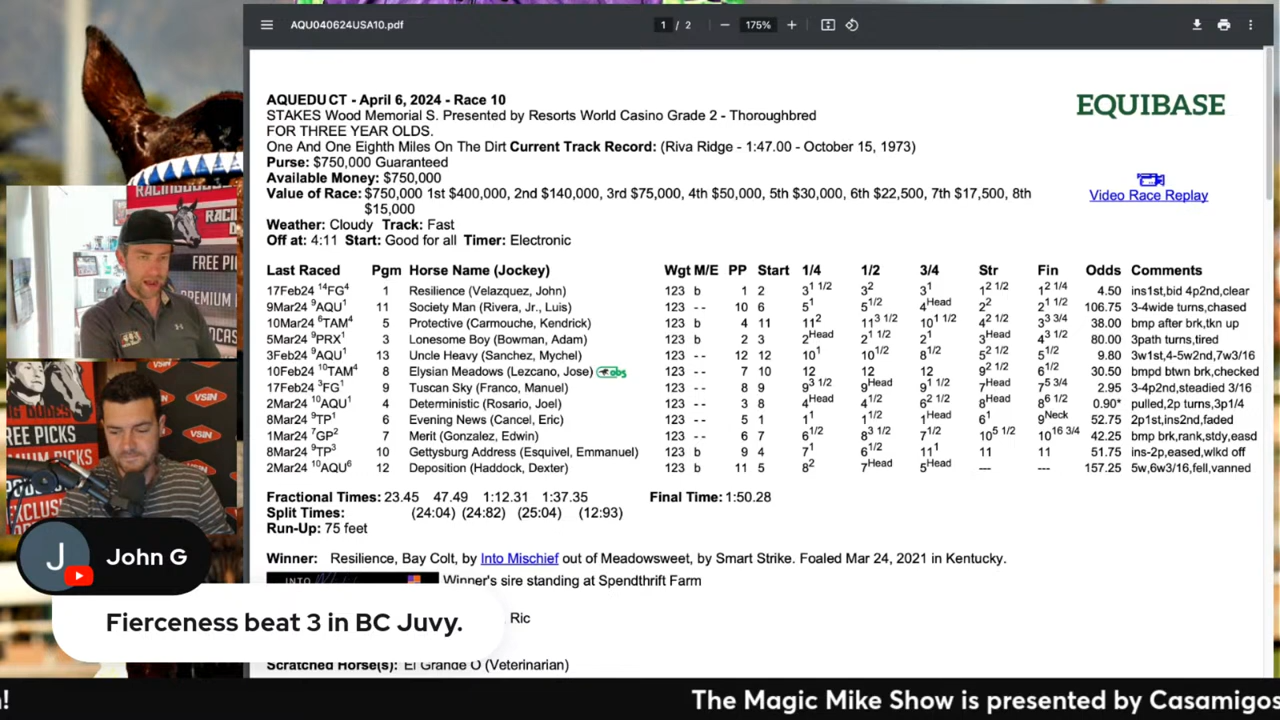 AQU040624USA10.pdf
1 / 2
175%
AQUEDUCT - April 6, 2024 - Race 10
STAKES Wood Memorial S. Presented by Resorts World Casino Grade 2 - Thoroughbred
FOR THREE YEAR OLDS.
One And One Eighth Miles On The Dirt Current Track Record: (Riva Ridge - 1:47.00 - October 15, 1973)
Purse: $750,000 Guaranteed
Available Money: $750,000
Value of Race: $750,000 1st $400,000, 2nd $140,000, 3rd $75,000, 4th $50,000, 5th $30,000, 6th $22,500, 7th $17,500, 8th
$15,000
Weather: Cloudy Track: Fast
Off at: 4:11 Start: Good for all Timer: Electronic
EQUIBASE
Video Race Replay
Last Raced Pgm Horse Name (Jockey) Wgt M/E PP Start 1/4 1/2 3/4 Str Fin Odds Comments
17Feb24 14FG4 1 Resilience (Velazquez, John) 123 b 1 2 3 1 1/2 3 2 3 1 1 2 1/2 1 2 1/4 4.50 ins1st,bid 4p2nd,clear
9Mar24 9AQU1 11 Society Man (Rivera, Jr., Luis) 123 - - 10 6 5 1 5 1/2 4 Head 2 2 2 1 1/2 106.75 3-4wide turns,chased
10Mar24 6TAM4 5 Protective (Carmouche, Kendrick) 123 b 4 11 11 2 11 3 1/2 10 1 1/2 4 2 1/2 3 3 3/4 38.00 bmp after brk,tkn up
5Mar24 9PRX1 3 Lonesome Boy (Bowman, Adam) 123 b 2 3 2 Head 2 1 1/2 2 1 3 Head 4 3 1/2 80.00 3path turns,tired
3Feb24 9AQU1 13 Uncle Heavy (Sanchez, Mychel) 123 - - 12 12 10 1 10 1/2 8 1/2 5 2 1/2 5 1/2 9.80 3w1st,4-5w2nd,7w3/16
10Feb24 10TAM4 8 Elysian Meadows (Lezcano, Jose) obs 123 - - 7 10 12 12 12 9 2 1/2 6 1/2 30.50 bmpd btwn brk,checked
17Feb24 3FG1 9 Tuscan Sky (Franco, Manuel) 123 - - 8 9 9 3 1/2 9 Head 9 1 1/2 7 Head 7 5 3/4 2.95 3-4p2nd,steadied 3/16
2Mar24 10AQU1 4 Deterministic (Rosario, Joel) 123 - - 3 8 4 Head 4 1/2 6 2 1/2 8 Head 8 6 1/2 0.90* pulled,2p turns,3p1/4
8Mar24 9TP1 6 Evening News (Cancel, Eric) 123 - - 5 1 1 1 1 1/2 1 Head 6 1 9 Neck 52.75 2p1st,ins2nd,faded
1Mar24 7GP2 7 Merit (Gonzalez, Edwin) 123 - - 6 7 6 1/2 8 3 1/2 7 1/2 10 5 1/2 10 16 3/4 42.25 bmp brk,rank,stdy,easd
8Mar24 9TP3 10 Gettysburg Address (Esquivel, Emmanuel) 123 b 9 4 7 1 6 1/2 11 1 11 11 51.75 ins-2p,eased,wlkd off
2Mar24 10AQU6 12 Deposition (Haddock, Dexter) 123 b 11 5 8 2 7 Head 5 Head --- --- 157.25 5w,6w3/16,fell,vanned
Fractional Times: 23.45 47.49 1:12.31 1:37.35 Final Time: 1:50.28
Split Times: (24:04) (24:82) (25:04) (12:93)
Run-Up: 75 feet
Winner: Resilience, Bay Colt, by Into Mischief out of Meadowsweet, by Smart Strike. Foaled Mar 24, 2021 in Kentucky.
Winner's sire standing at Spendthrift Farm
Ric
Scratched Horse(s): El Grande O (Veterinarian)
RACING DUDES
FREE PI
PREMIUM
VSiN
VSiN
REE PICKS
J John G
Fierceness beat 3 in BC Juvy.
! The Magic Mike Show is presented by Casamigos